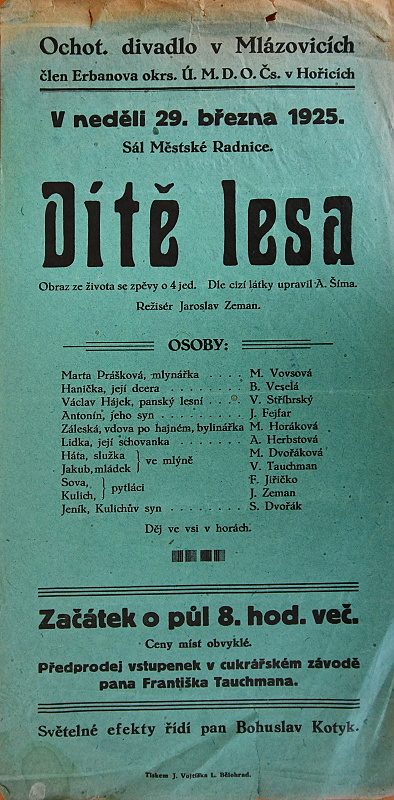 Ochot. divadlo v Mlázovicích
člen Erbanova okrs. Ú. M. D. O. Čs. v Hořicích
V neděli 29. března 1925.
Sál Městské Radnice.
Dítě lesa
Obraz ze života se zpěvy o 4 jed. Dle cizí látky upravil A. Šíma.
Režisér Jaroslav Zeman.
OSOBY:
Marta Prášková, mlynářka . . . . M. Vovsová
Hanička, její dcera . . . . . . . . B. Veselá
Václav Hájek, panský lesní . . . . V. Stříbrský
Antonín, jeho syn . . . . . . . . . J. Fejfar
Záleská, vdova po hajném, bylinářka M. Horáková
Lidka, její schovanka . . . . . . . A. Herbstová
Háta, služka } ve mlýně M. Dvořáková
Jakub, mládek } V. Tauchman
Sova, } pytláci F. Jiřičko
Kulich, } J. Zeman
Jeník, Kulichův syn . . . . . . . . S. Dvořák
Děj ve vsi v horách.
Začátek o půl 8. hod. več.
Ceny míst obvyklé.
Předprodej vstupenek v cukrářském závodě
pana Františka Tauchmana.
Světelné efekty řídí pan Bohuslav Kotyk.
Tiskem J. Vojtíška L. Bělohrad.